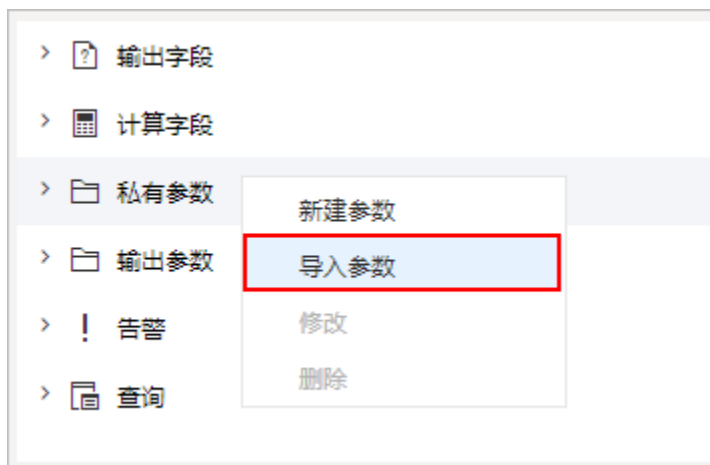 输出字段
计算字段
私有参数
新建参数
输出参数
导入参数
告警
修改
删除
查询